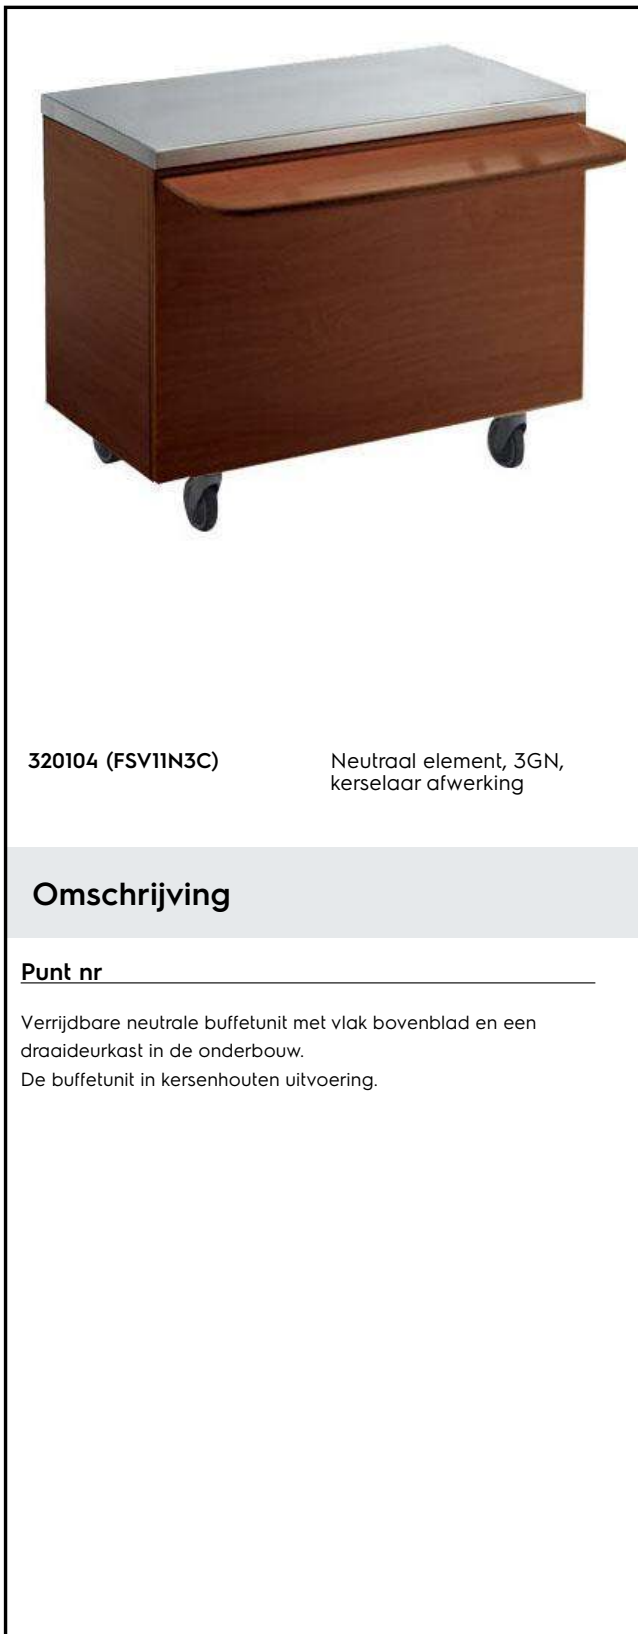 320104 (FSV11N3C)
Neutraal element, 3GN,
kerselaar afwerking
Omschrijving
Punt nr
Verrijdbare neutrale buffetunit met vlak bovenblad en een
draaideurkast in de onderbouw.
De buffetunit in kersenhouten uitvoering.